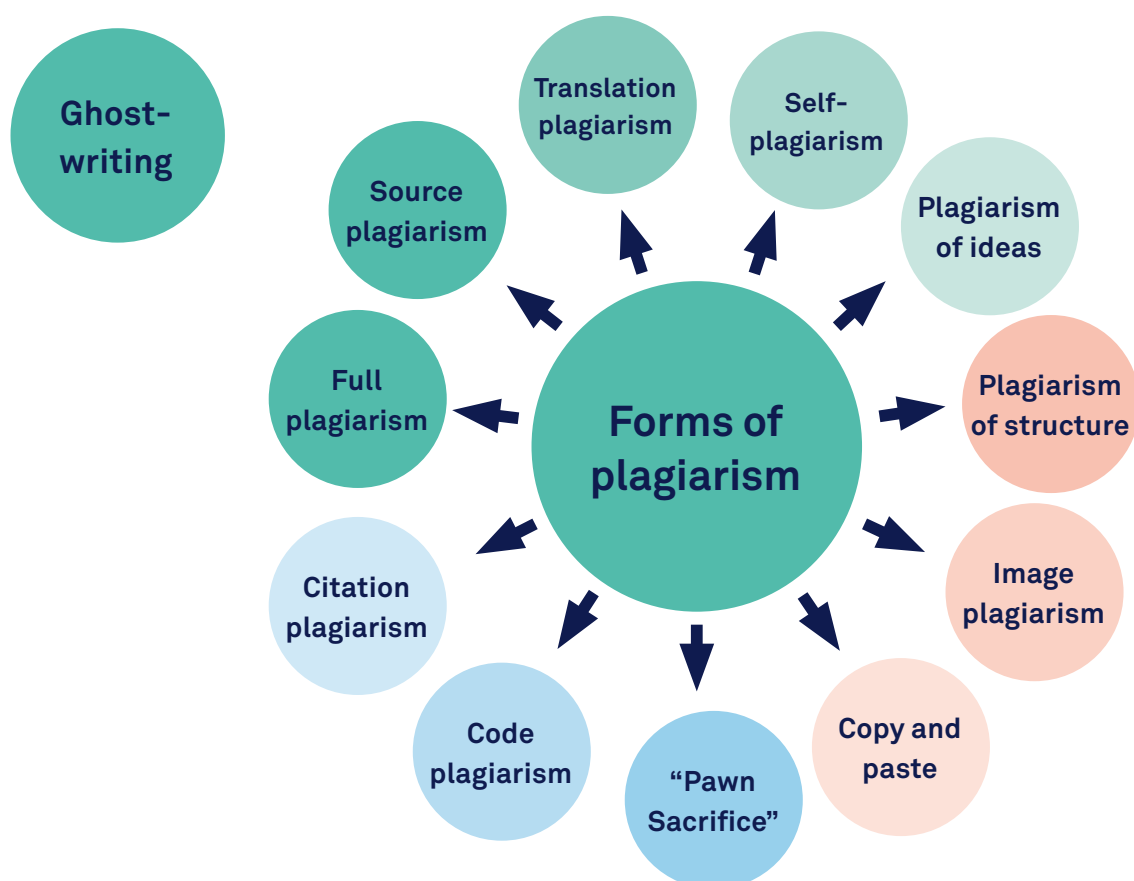 Ghost-
writing
Translation
plagiarism
Self-
plagiarism
Source
plagiarism
Plagiarism
of ideas
Full
plagiarism
Forms of
plagiarism
Plagiarism
of structure
Citation
plagiarism
Image
plagiarism
Code
plagiarism
“Pawn
Sacrifice”
Copy and
paste